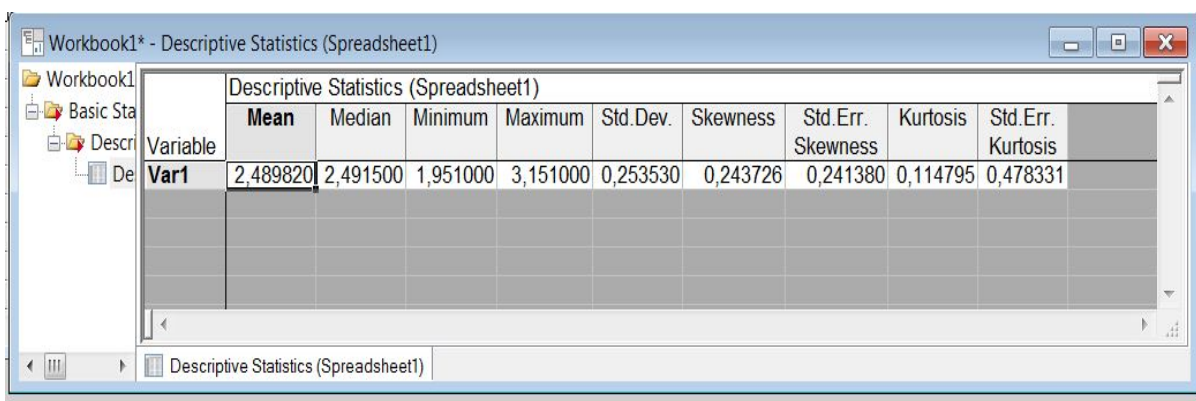 Workbook1* - Descriptive Statistics (Spreadsheet1)
Workbook1
Basic Sta
Descri
De
Descriptive Statistics (Spreadsheet1)
Variable Mean Median Minimum Maximum Std.Dev. Skewness Std.Err. Skewness Kurtosis Std.Err. Kurtosis
Var1 2,489820 2,491500 1,951000 3,151000 0,253530 0,243726 0,241380 0,114795 0,478331
Descriptive Statistics (Spreadsheet1)